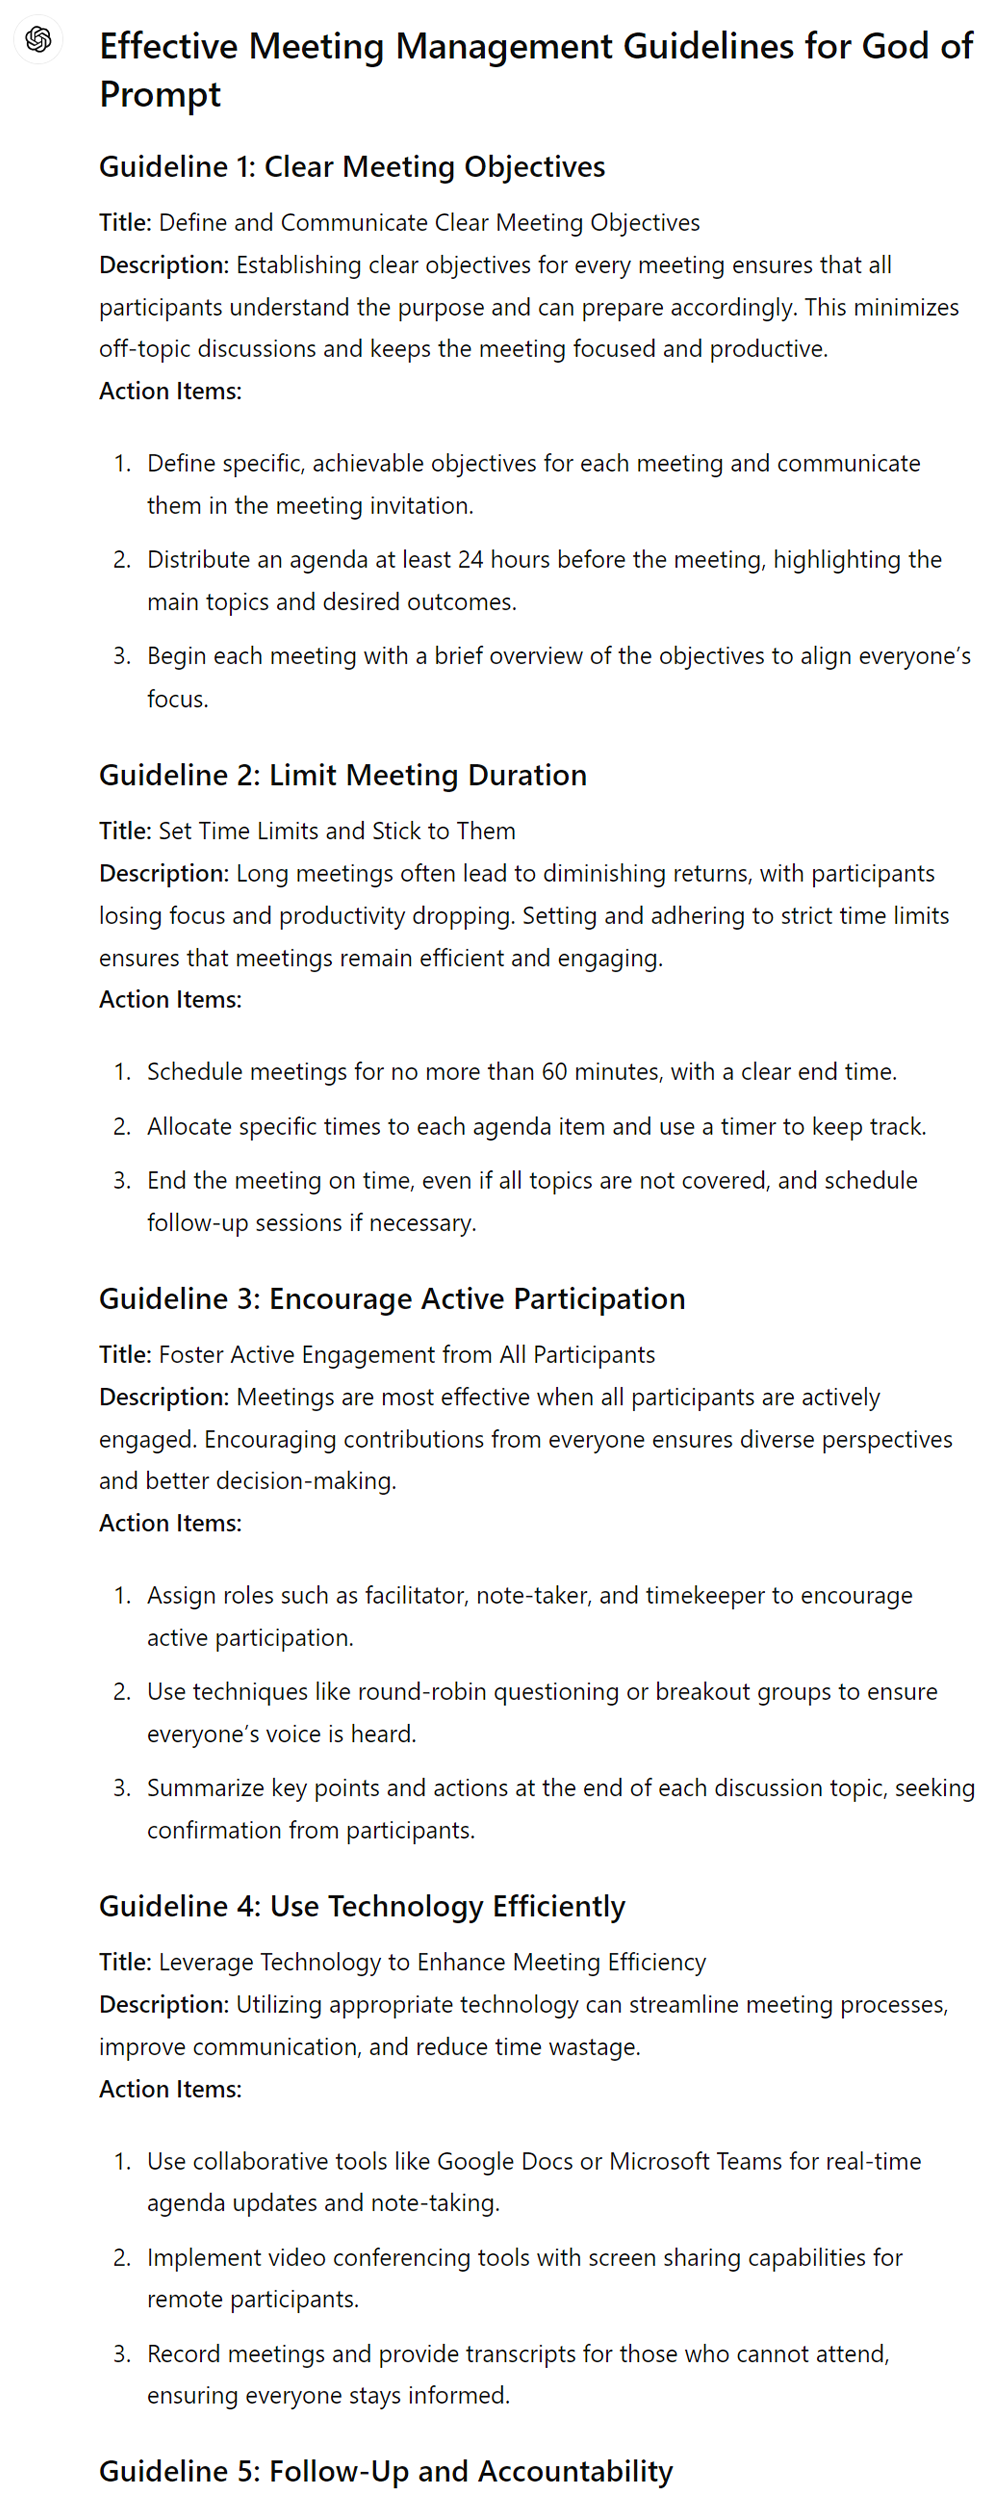 Effective Meeting Management Guidelines for God of
Prompt
Guideline 1: Clear Meeting Objectives
Title: Define and Communicate Clear Meeting Objectives
Description: Establishing clear objectives for every meeting ensures that all
participants understand the purpose and can prepare accordingly. This minimizes
off-topic discussions and keeps the meeting focused and productive.
Action Items:
1. Define specific, achievable objectives for each meeting and communicate
them in the meeting invitation.
2. Distribute an agenda at least 24 hours before the meeting, highlighting the
main topics and desired outcomes.
3. Begin each meeting with a brief overview of the objectives to align everyone’s
focus.
Guideline 2: Limit Meeting Duration
Title: Set Time Limits and Stick to Them
Description: Long meetings often lead to diminishing returns, with participants
losing focus and productivity dropping. Setting and adhering to strict time limits
ensures that meetings remain efficient and engaging.
Action Items:
1. Schedule meetings for no more than 60 minutes, with a clear end time.
2. Allocate specific times to each agenda item and use a timer to keep track.
3. End the meeting on time, even if all topics are not covered, and schedule
follow-up sessions if necessary.
Guideline 3: Encourage Active Participation
Title: Foster Active Engagement from All Participants
Description: Meetings are most effective when all participants are actively
engaged. Encouraging contributions from everyone ensures diverse perspectives
and better decision-making.
Action Items:
1. Assign roles such as facilitator, note-taker, and timekeeper to encourage
active participation.
2. Use techniques like round-robin questioning or breakout groups to ensure
everyone’s voice is heard.
3. Summarize key points and actions at the end of each discussion topic, seeking
confirmation from participants.
Guideline 4: Use Technology Efficiently
Title: Leverage Technology to Enhance Meeting Efficiency
Description: Utilizing appropriate technology can streamline meeting processes,
improve communication, and reduce time wastage.
Action Items:
1. Use collaborative tools like Google Docs or Microsoft Teams for real-time
agenda updates and note-taking.
2. Implement video conferencing tools with screen sharing capabilities for
remote participants.
3. Record meetings and provide transcripts for those who cannot attend,
ensuring everyone stays informed.
Guideline 5: Follow-Up and Accountability